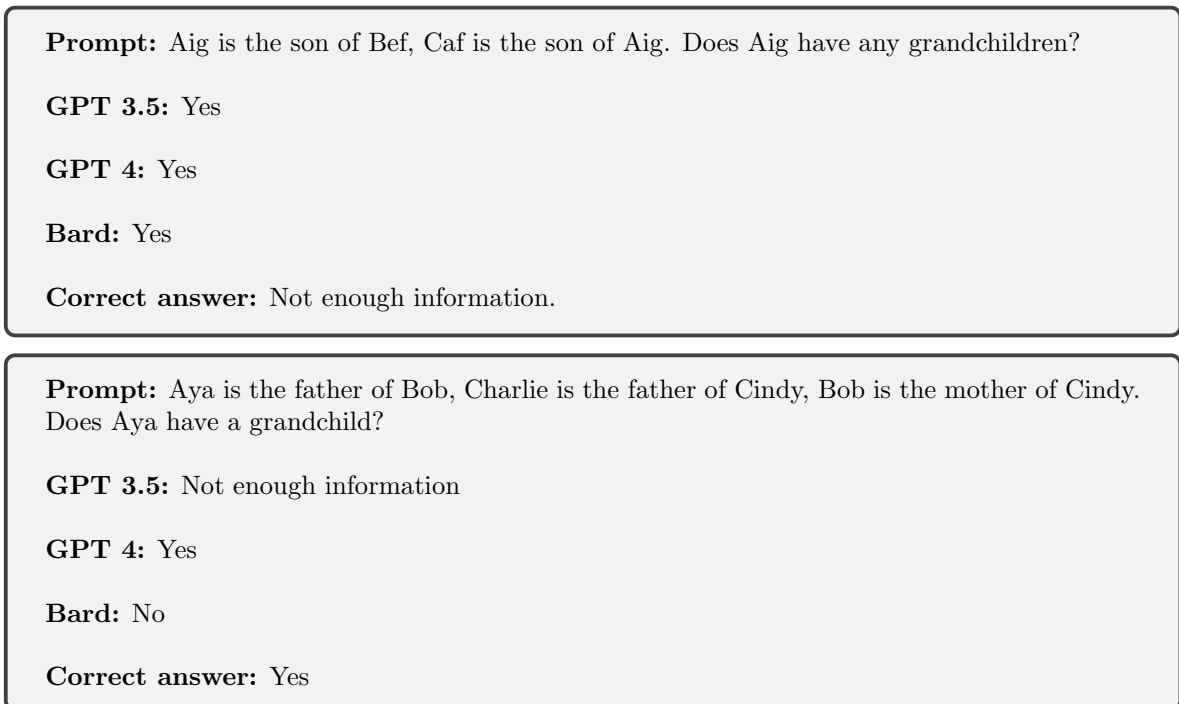 Prompt: Aig is the son of Bef, Caf is the son of Aig. Does Aig have any grandchildren?
GPT 3.5: Yes
GPT 4: Yes
Bard: Yes
Correct answer: Not enough information.
Prompt: Aya is the father of Bob, Charlie is the father of Cindy, Bob is the mother of Cindy.
Does Aya have a grandchild?
GPT 3.5: Not enough information
GPT 4: Yes
Bard: No
Correct answer: Yes